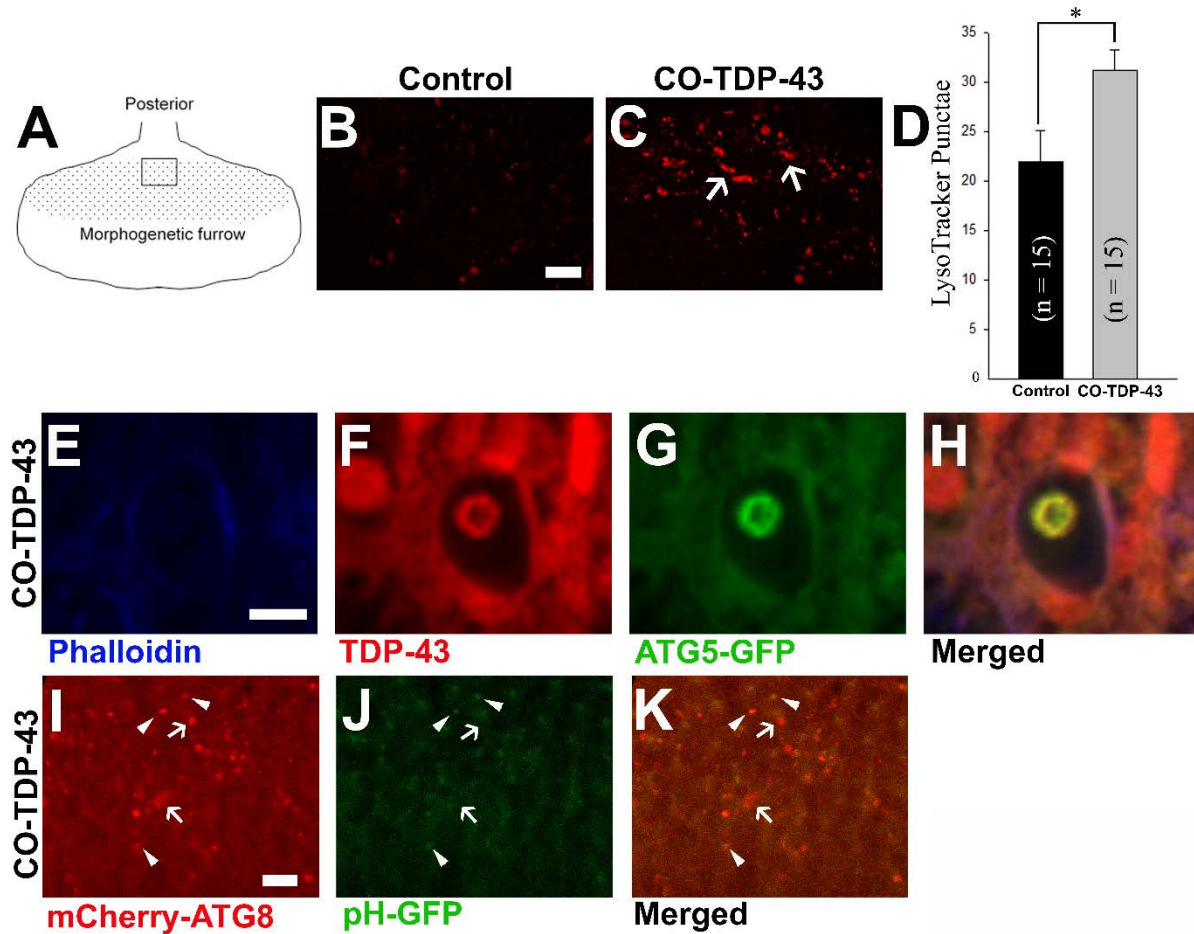 A
Posterior
Morphogenetic furrow
Control
B
CO-TDP-43
C
D
*
LysoTracker Punctae
35
30
25
20
15
10
5
0
(n = 15)
(n = 15)
Control
CO-TDP-43
CO-TDP-43
E
F
G
H
Phalloidin
TDP-43
ATG5-GFP
Merged
CO-TDP-43
I
J
K
mCherry-ATG8
pH-GFP
Merged